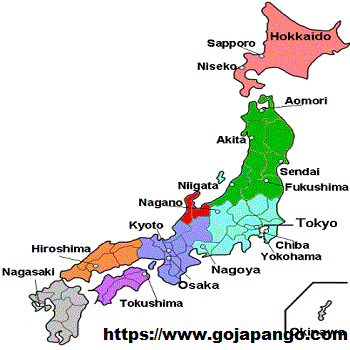 Hokkaido
Sapporo
Niseko
Aomori
Akita
Sendai
Niigata
Fukushima
Nagano
Kyoto
Tokyo
Hiroshima
Chiba
Yokohama
Nagasaki
Nagoya
Osaka
Tokushima
https://www.gojapango.com
Okinawa